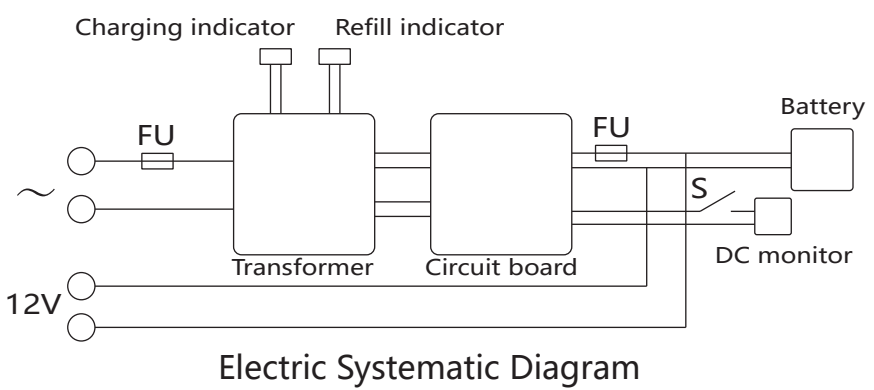 Charging indicator
Refill indicator
Battery
FU
FU
S
~
Transformer
Circuit board
DC monitor
12V
Electric Systematic Diagram